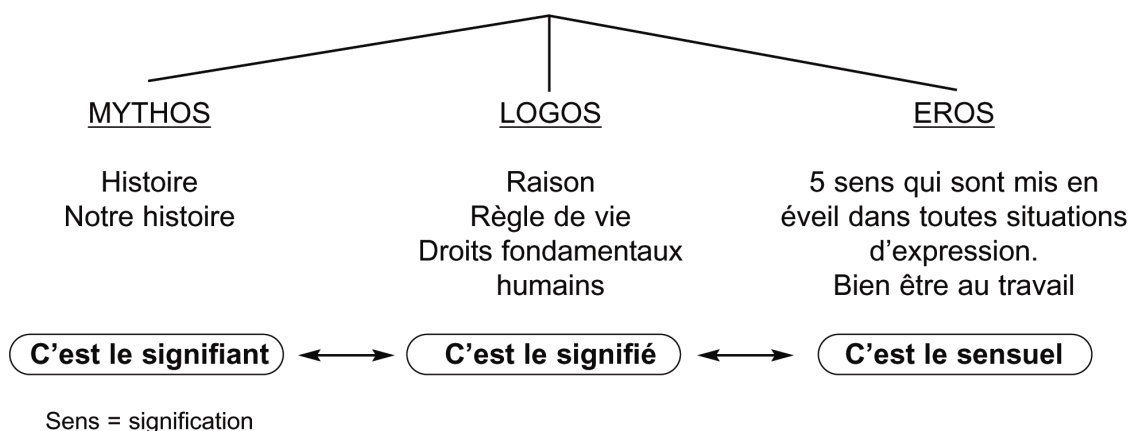 MYTHOS
Histoire
Notre histoire
C’est le signifiant
Sens = signification
LOGOS
Raison
Règle de vie
Droits fondamentaux
humains
C’est le signifié
EROS
5 sens qui sont mis en
éveil dans toutes situations
d’expression.
Bien être au travail
C’est le sensuel